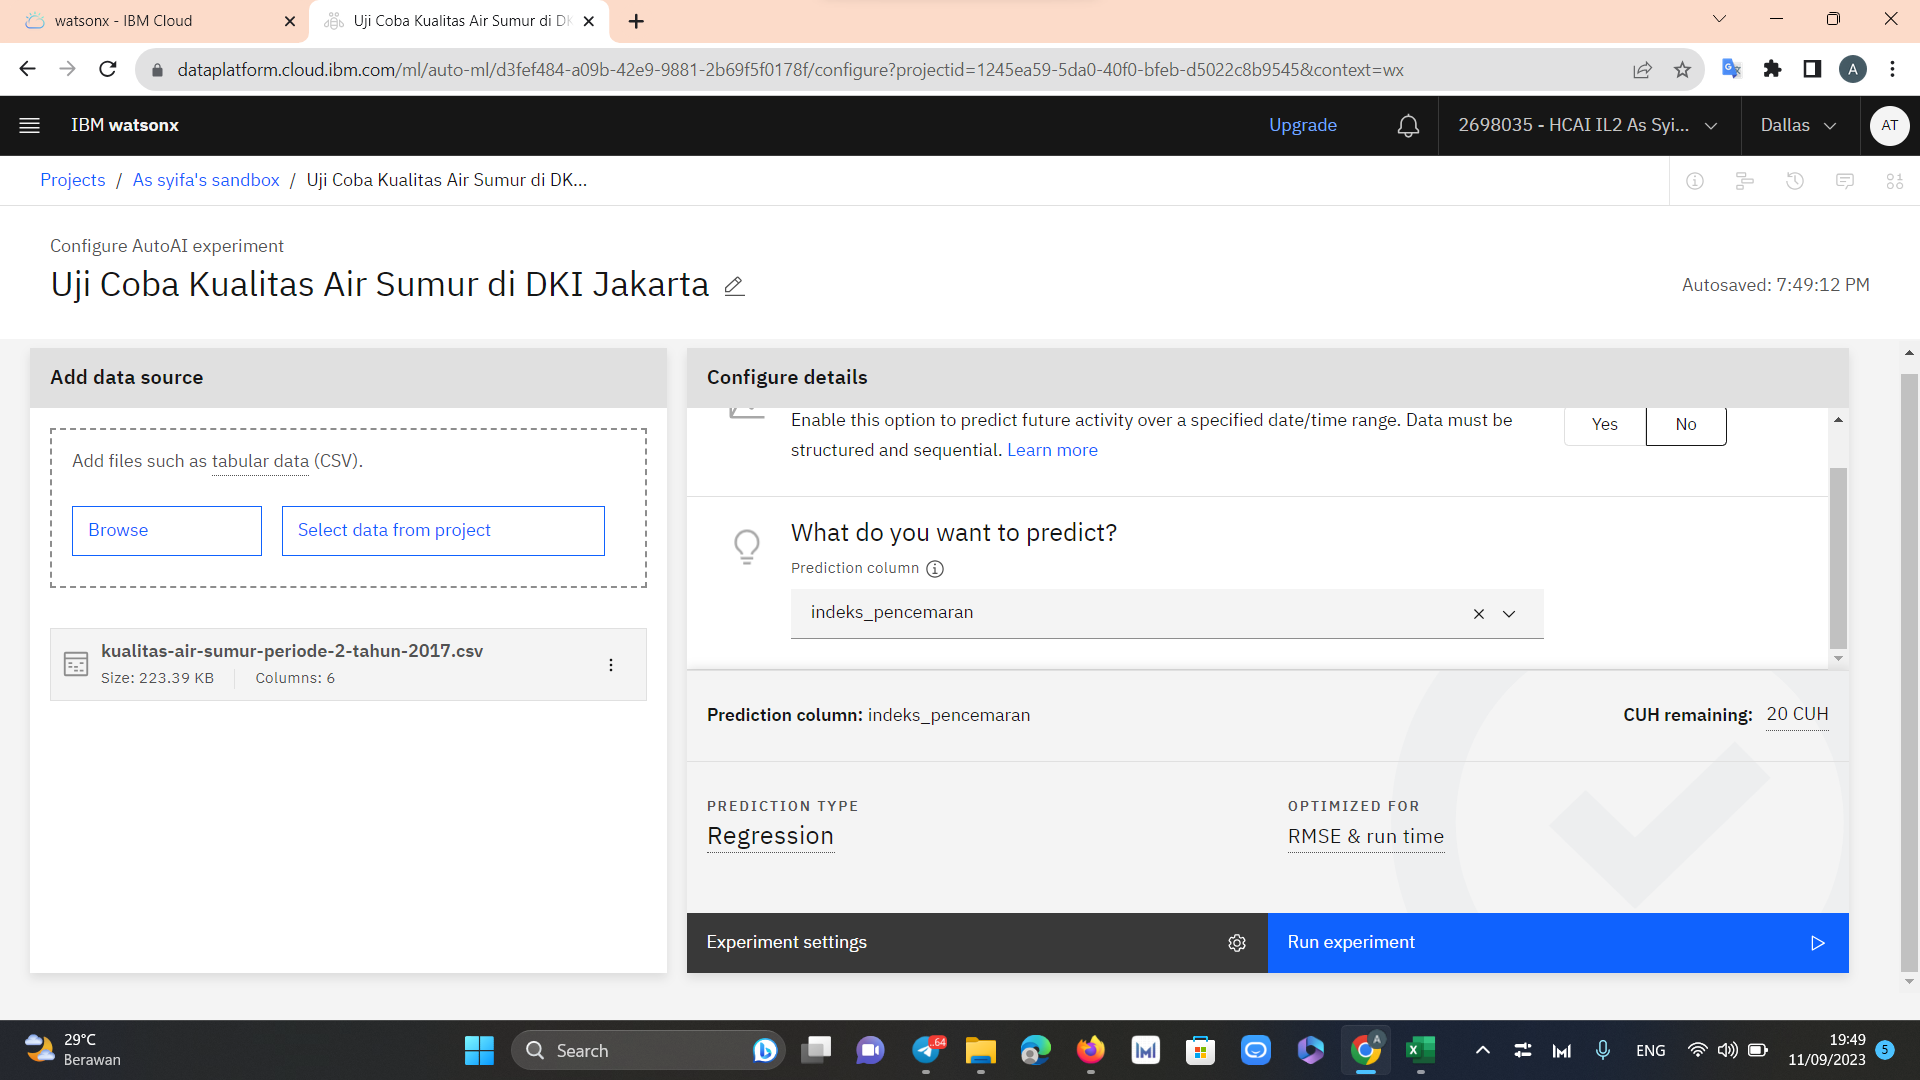 watsonx - IBM Cloud
Uji Coba Kualitas Air Sumur di DK
dataplatform.cloud.ibm.com/ml/auto-ml/d3fef484-a09b-42e9-9881-2b69f5f0178f/configure?projectid=1245ea59-5da0-40f0-bfeb-d5022c8b9545&context=wx
A
IBM watsonx
Upgrade
2698035 - HCAI IL2 As Syi...
Dallas
AT
Projects / As syifa's sandbox / Uji Coba Kualitas Air Sumur di DK...
Configure AutoAI experiment
Uji Coba Kualitas Air Sumur di DKI Jakarta
Autosaved: 7:49:12 PM
Add data source
Add files such as tabular data (CSV).
Browse
Select data from project
kualitas-air-sumur-periode-2-tahun-2017.csv
Size: 223.39 KB
Columns: 6
Configure details
Enable this option to predict future activity over a specified date/time range. Data must be
structured and sequential. Learn more
Yes
No
What do you want to predict?
Prediction column
indeks_pencemaran
Prediction column: indeks_pencemaran
CUH remaining: 20 CUH
PREDICTION TYPE
Regression
OPTIMIZED FOR
RMSE & run time
Experiment settings
Run experiment
29°C
Berawan
Search
64
A
ENG
19:49
11/09/2023
5